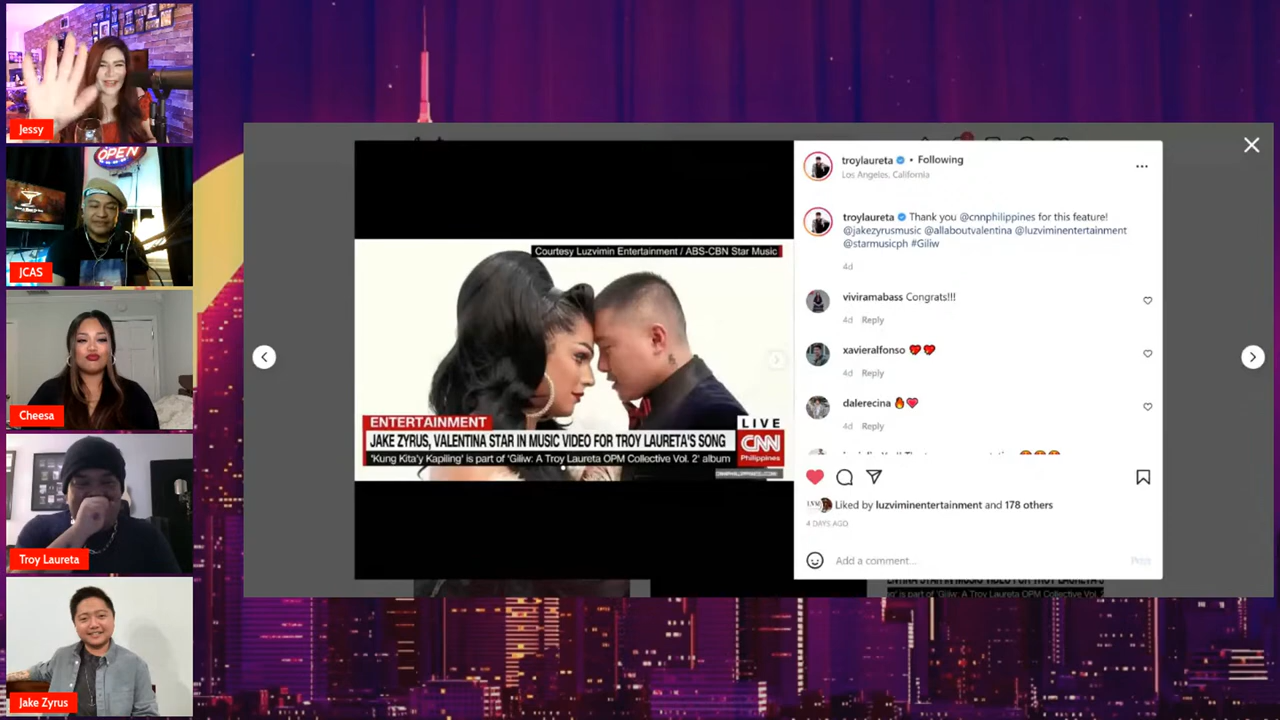 Jessy
OPEN
JCAS
Cheesa
Troy Laureta
Jake Zyrus
Courtesy Luzvimin Entertainment / ABS-CBN Star Music
ENTERTAINMENT
JAKE ZYRUS, VALENTINA STAR IN MUSIC VIDEO FOR TROY LAURETA'S SONG
'Kung Kita'y Kapiling' is part of 'Giliw: A Troy Laureta OPM Collective Vol. 2' album
LIVE
CNN
Philippines
troylaureta • Following
Los Angeles, California
troylaureta Thank you @cnnphilippines for this feature!
@jakezyrusmusic @allaboutvalentina @luzviminentertainment
@starmusicph #Giliw
4d
viviramabass Congrats!!!
4d Reply
xavieralfonso
4d Reply
dalerecina
4d Reply
Liked by luzviminentertainment and 178 others
4 DAYS AGO
Add a comment...
Post